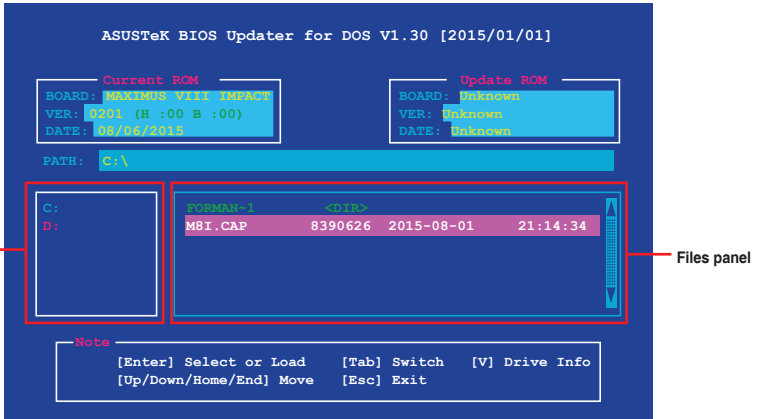 ASUSTeK BIOS Updater for DOS V1.30 [2015/01/01]
Current ROM
BOARD: MAXIMUS VIII IMPACT
VER: 0201 (H :00 B :00)
DATE: 08/06/2015
Update ROM
BOARD: Unknown
VER: Unknown
DATE: Unknown
PATH: C:\
C:
D:
FORMAN~1 <DIR>
M8I.CAP 8390626 2015-08-01 21:14:34
Files panel
Note
[Enter] Select or Load [Tab] Switch [V] Drive Info
[Up/Down/Home/End] Move [Esc] Exit